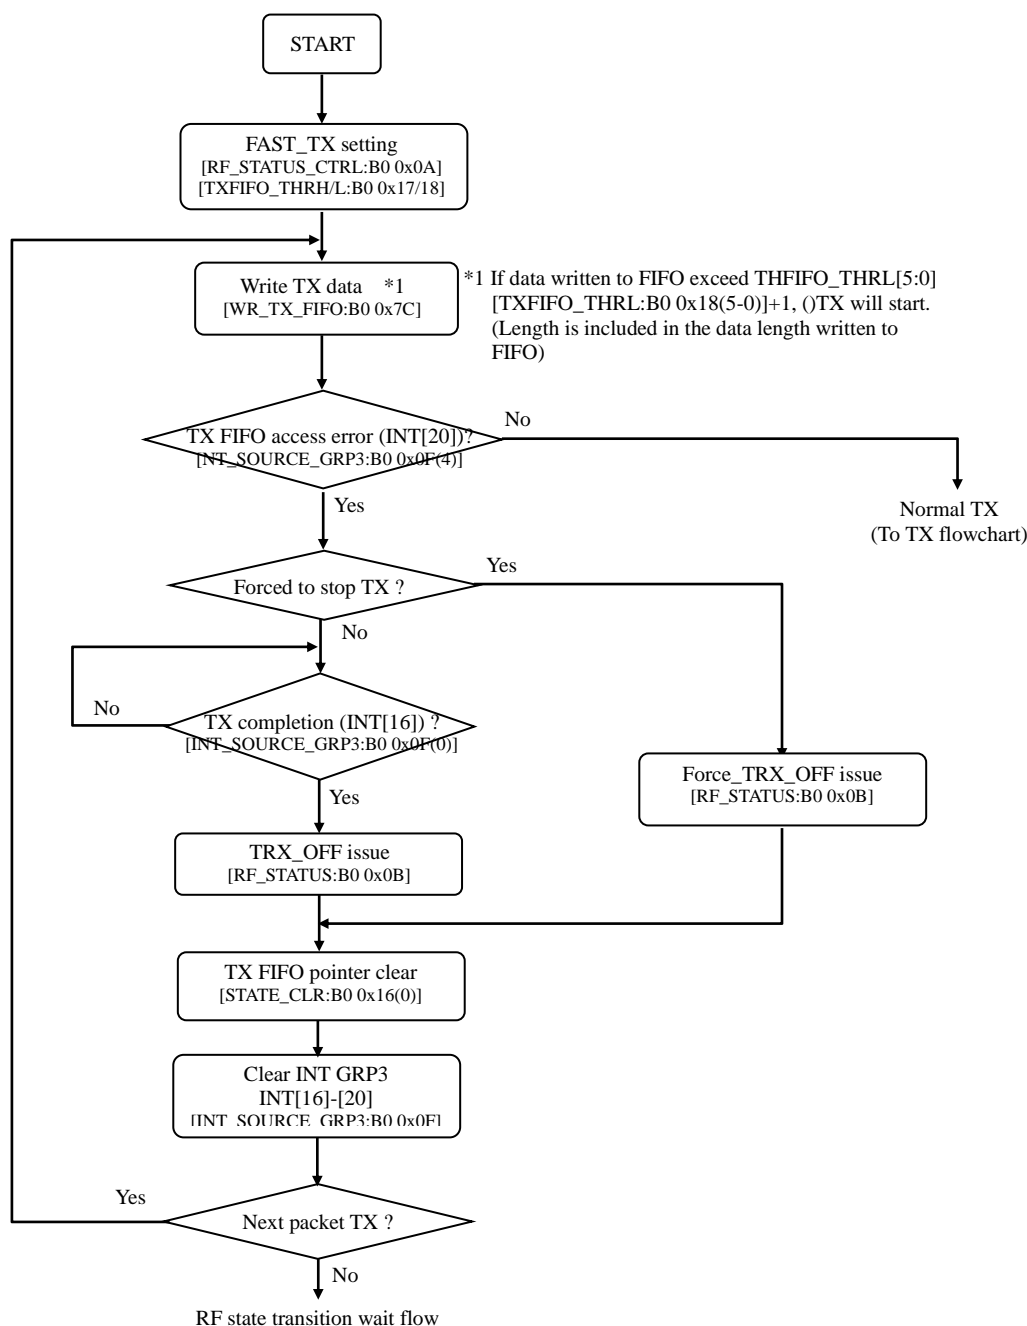 START
FAST_TX setting
[RF_STATUS_CTRL:B0 0x0A]
[TXFIFO_THRH/L:B0 0x17/18]
Write TX data *1
[WR_TX_FIFO:B0 0x7C]
*1 If data written to FIFO exceed THFIFO_THRL[5:0]
[TXFIFO_THRL:B0 0x18(5-0)]+1, ()TX will start.
(Length is included in the data length written to
FIFO)
TX FIFO access error (INT[20])?
[NT_SOURCE_GRP3:B0 0x0F(4)]
No
Normal TX
(To TX flowchart)
Yes
Forced to stop TX ?
Yes
No
No
TX completion (INT[16]) ?
[INT_SOURCE_GRP3:B0 0x0F(0)]
Force_TRX_OFF issue
[RF_STATUS:B0 0x0B]
Yes
TRX_OFF issue
[RF_STATUS:B0 0x0B]
TX FIFO pointer clear
[STATE_CLR:B0 0x16(0)]
Clear INT GRP3
INT[16]-[20]
[INT_SOURCE_GRP3:B0 0x0F]
Yes
Next packet TX ?
No
RF state transition wait flow